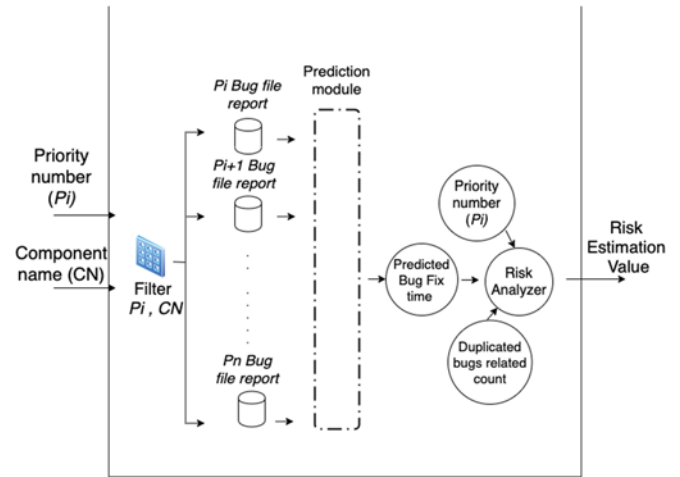 Pi Bug file
report
Prediction
module
Priority
number
(Pi)
Pi+1 Bug
file report
Component
name (CN)
Filter
Pi , CN
Pn Bug
file report
Predicted
Bug Fix
time
Priority
number
(Pi)
Risk
Analyzer
Duplicated
bugs related
count
Risk
Estimation
Value